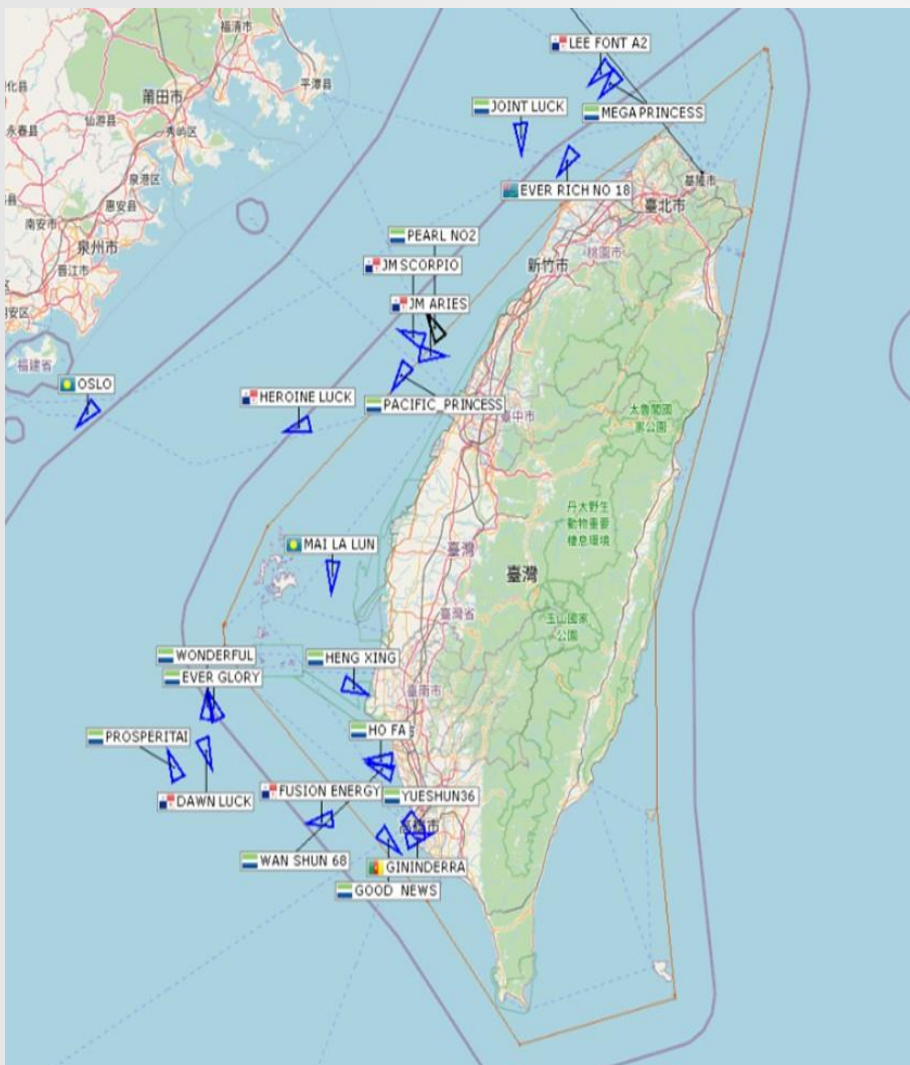 福清市
化县
莆田市
平潭县
仙游县
永春县
秀屿区
LEE FONT A2
JOINT LUCK
MEGA PRINCESS
泉港区
惠安县
基隆市
EVER RICH NO 18
臺北市
南安市
泉州市
晋江市
PEARL NO2
桃園市
新竹市
JM SCORPIO
JM ARIES
福建省
OSLO
HEROINE LUCK
PACIFIC_PRINCESS
臺中市
太魯閣國
家公園
丹大野生
動物重要
棲息環境
MAI LA LUN
臺灣
臺灣
臺灣省
玉山國家
公園
WONDERFUL
HENG XING
EVER GLORY
臺南市
HO FA
PROSPERITAI
DAWN LUCK
FUSION ENERGY
YUESHUN36
高雄市
WAN SHUN 68
GININDERRA
GOOD NEWS